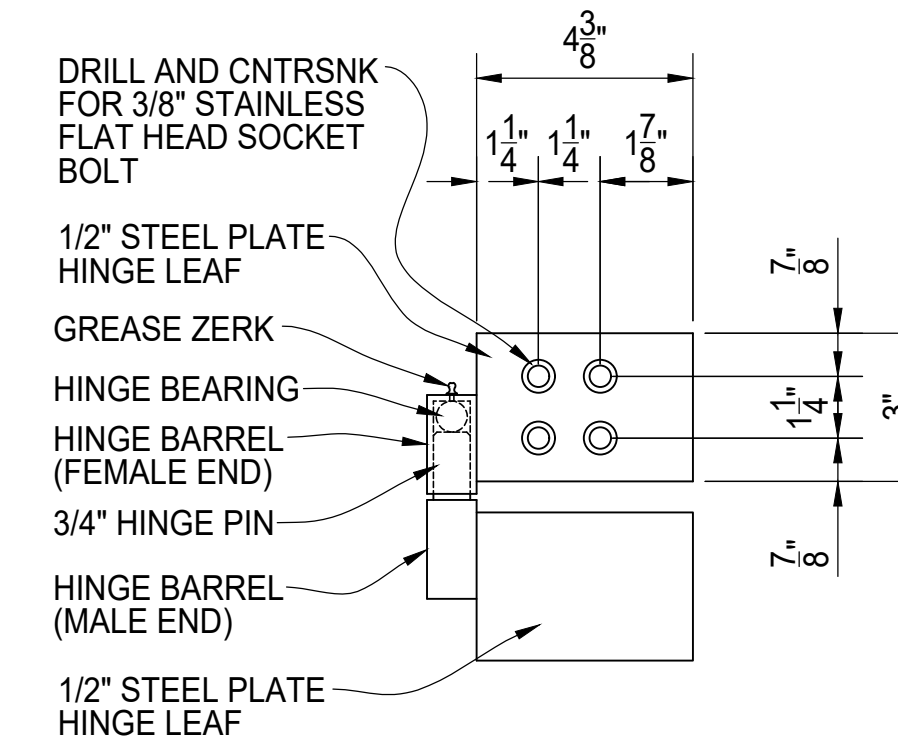 4 3/8"
DRILL AND CNTRSNK
FOR 3/8" STAINLESS
FLAT HEAD SOCKET
BOLT
1 1/4" 1 1/4" 1 7/8"
1/2" STEEL PLATE
HINGE LEAF
7/8"
GREASE ZERK
HINGE BEARING
HINGE BARREL
(FEMALE END)
1 1/4"
3"
3/4" HINGE PIN
7/8"
HINGE BARREL
(MALE END)
1/2" STEEL PLATE
HINGE LEAF